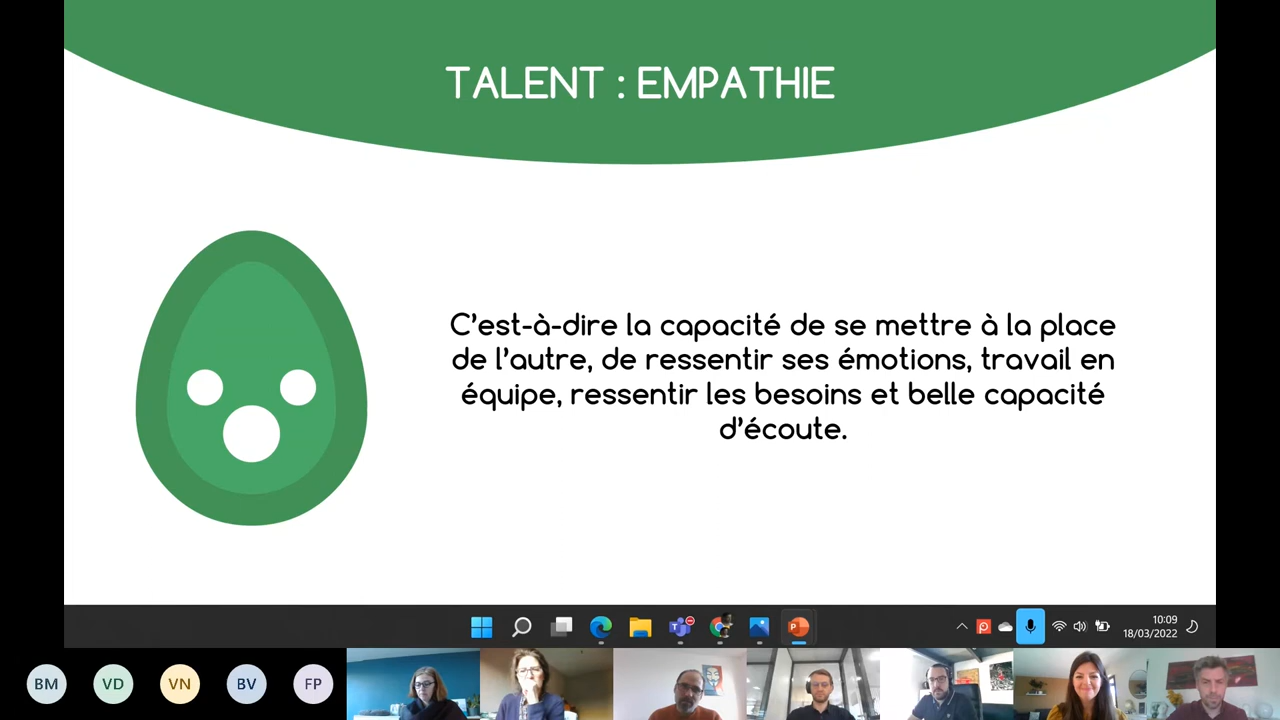 TALENT : EMPATHIE
C'est-à-dire la capacité de se mettre à la place
de l'autre, de ressentir ses émotions, travail en
équipe, ressentir les besoins et belle capacité
d'écoute.
10:09
18/03/2022
BM
VD
VN
BV
FP